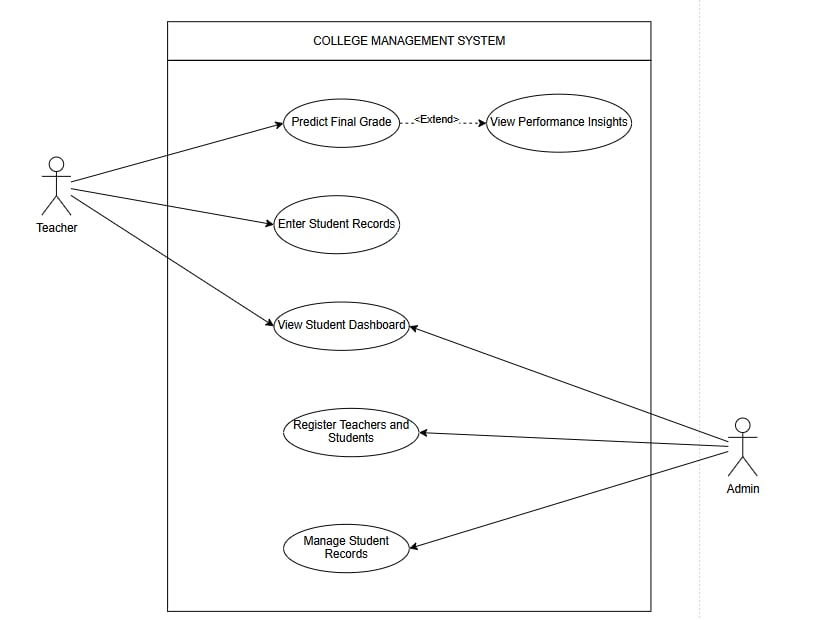 COLLEGE MANAGEMENT SYSTEM
Predict Final Grade
<Extend>
View Performance Insights
Teacher
Enter Student Records
View Student Dashboard
Register Teachers and
Students
Admin
Manage Student
Records